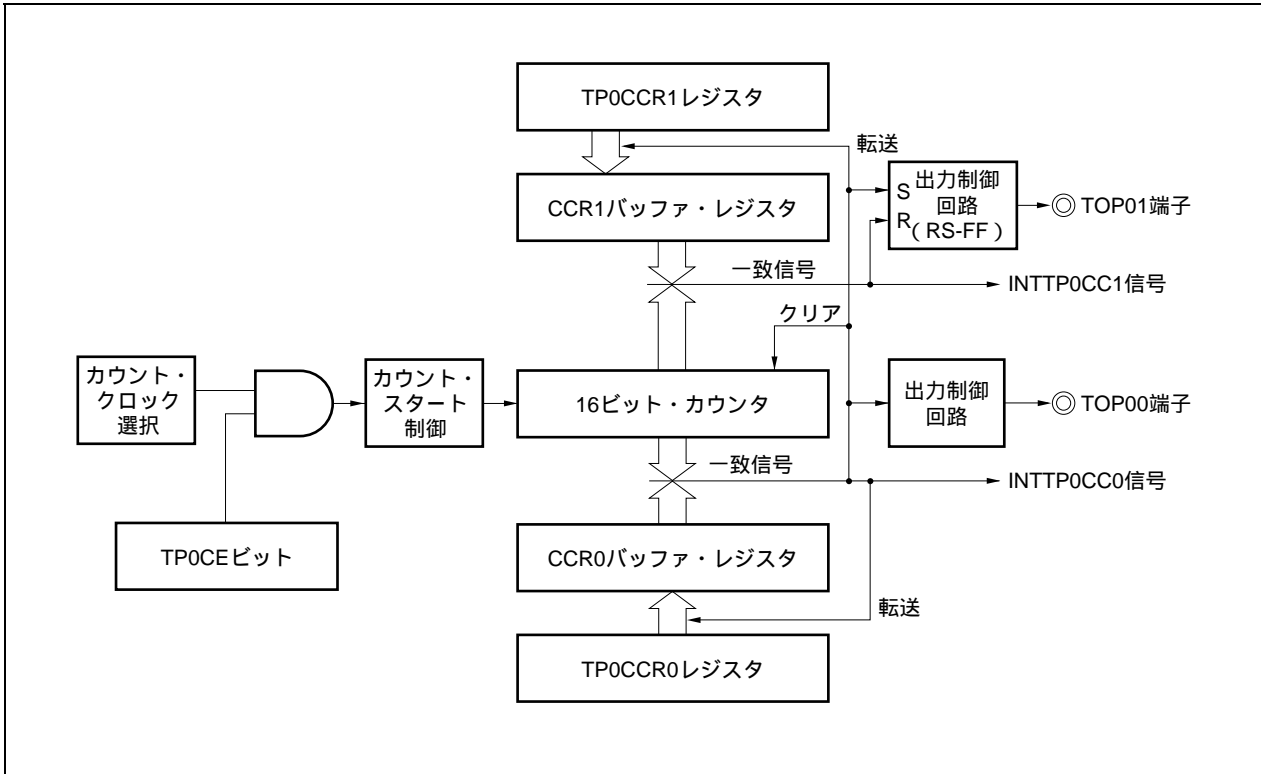 TP0CCR1レジスタ
転送
CCR1バッファ・レジスタ
S
R
出力制御
回路
(RS-FF)
TOP01端子
一致信号
INTTP0CC1信号
クリア
カウント・
クロック
選択
カウント・
スタート
制御
16ビット・カウンタ
出力制御
回路
TOP00端子
一致信号
INTTP0CC0信号
TP0CEビット
CCR0バッファ・レジスタ
転送
TP0CCR0レジスタ